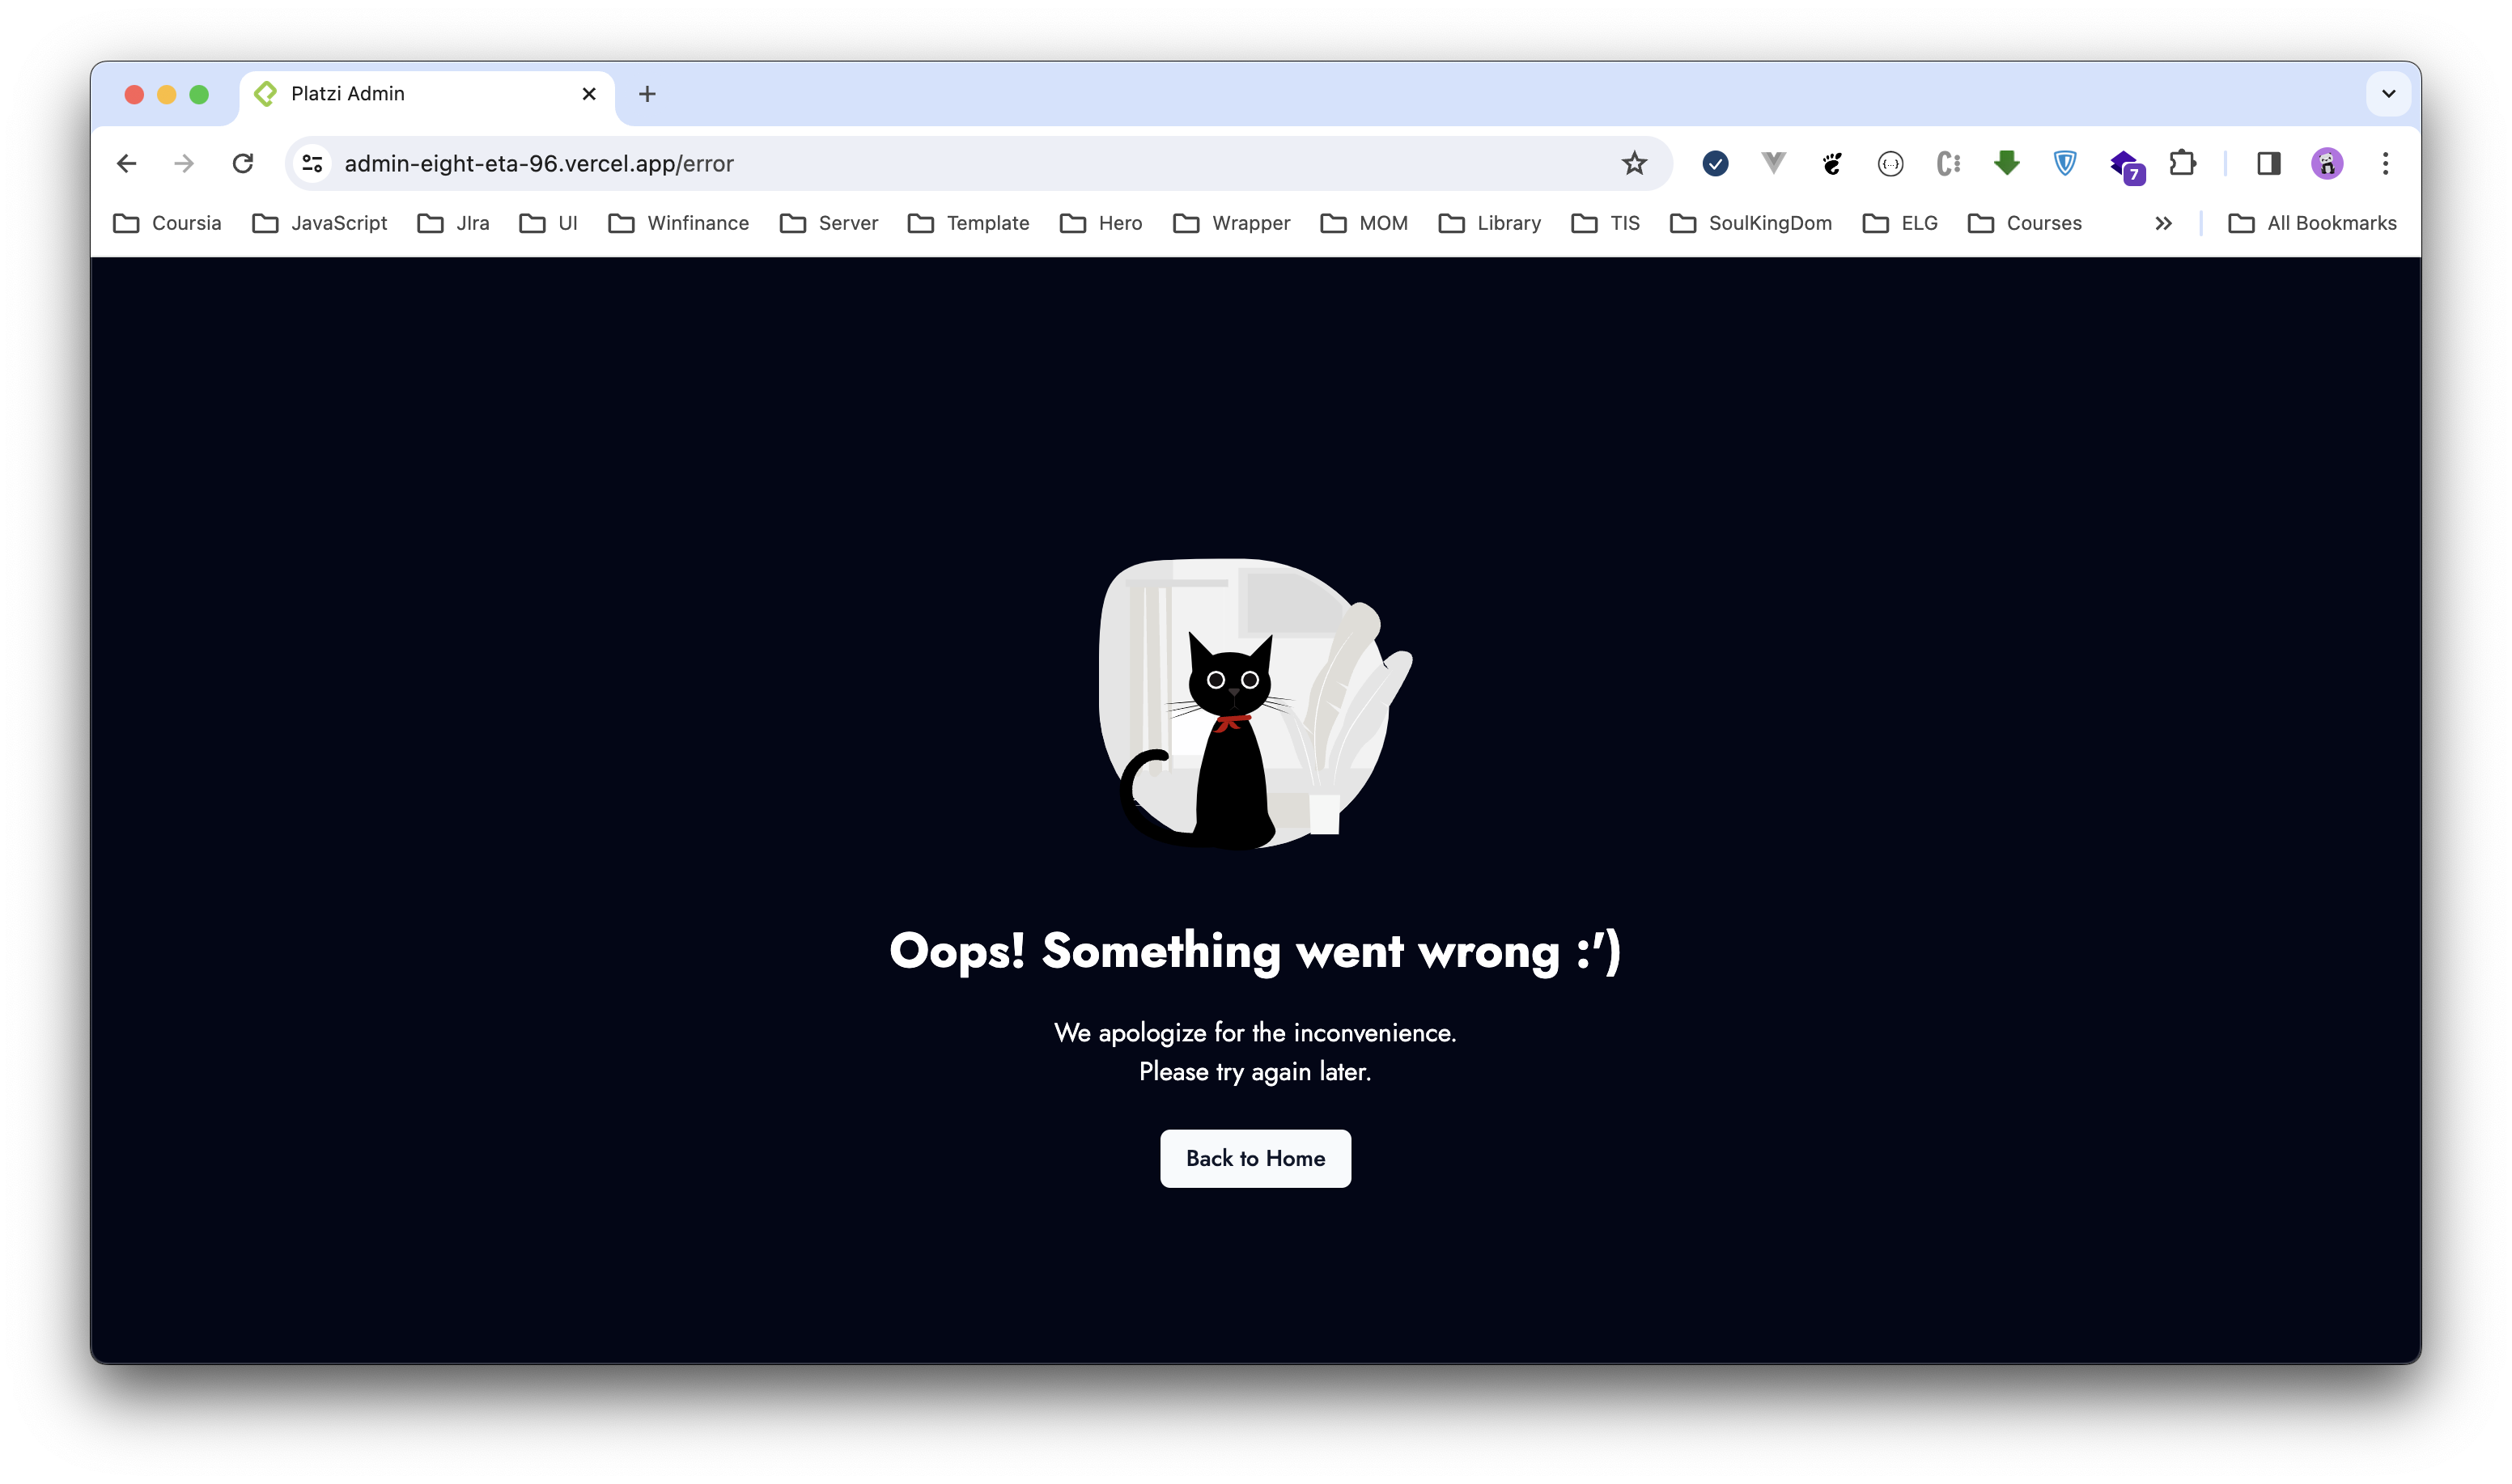 Platzi Admin
admin-eight-eta-96.vercel.app/error
{...}
7
Coursia JavaScript JIra UI Winfinance Server Template Hero Wrapper MOM Library TIS SoulKingDom ELG Courses All Bookmarks
Oops! Something went wrong :')
We apologize for the inconvenience.
Please try again later.
Back to Home